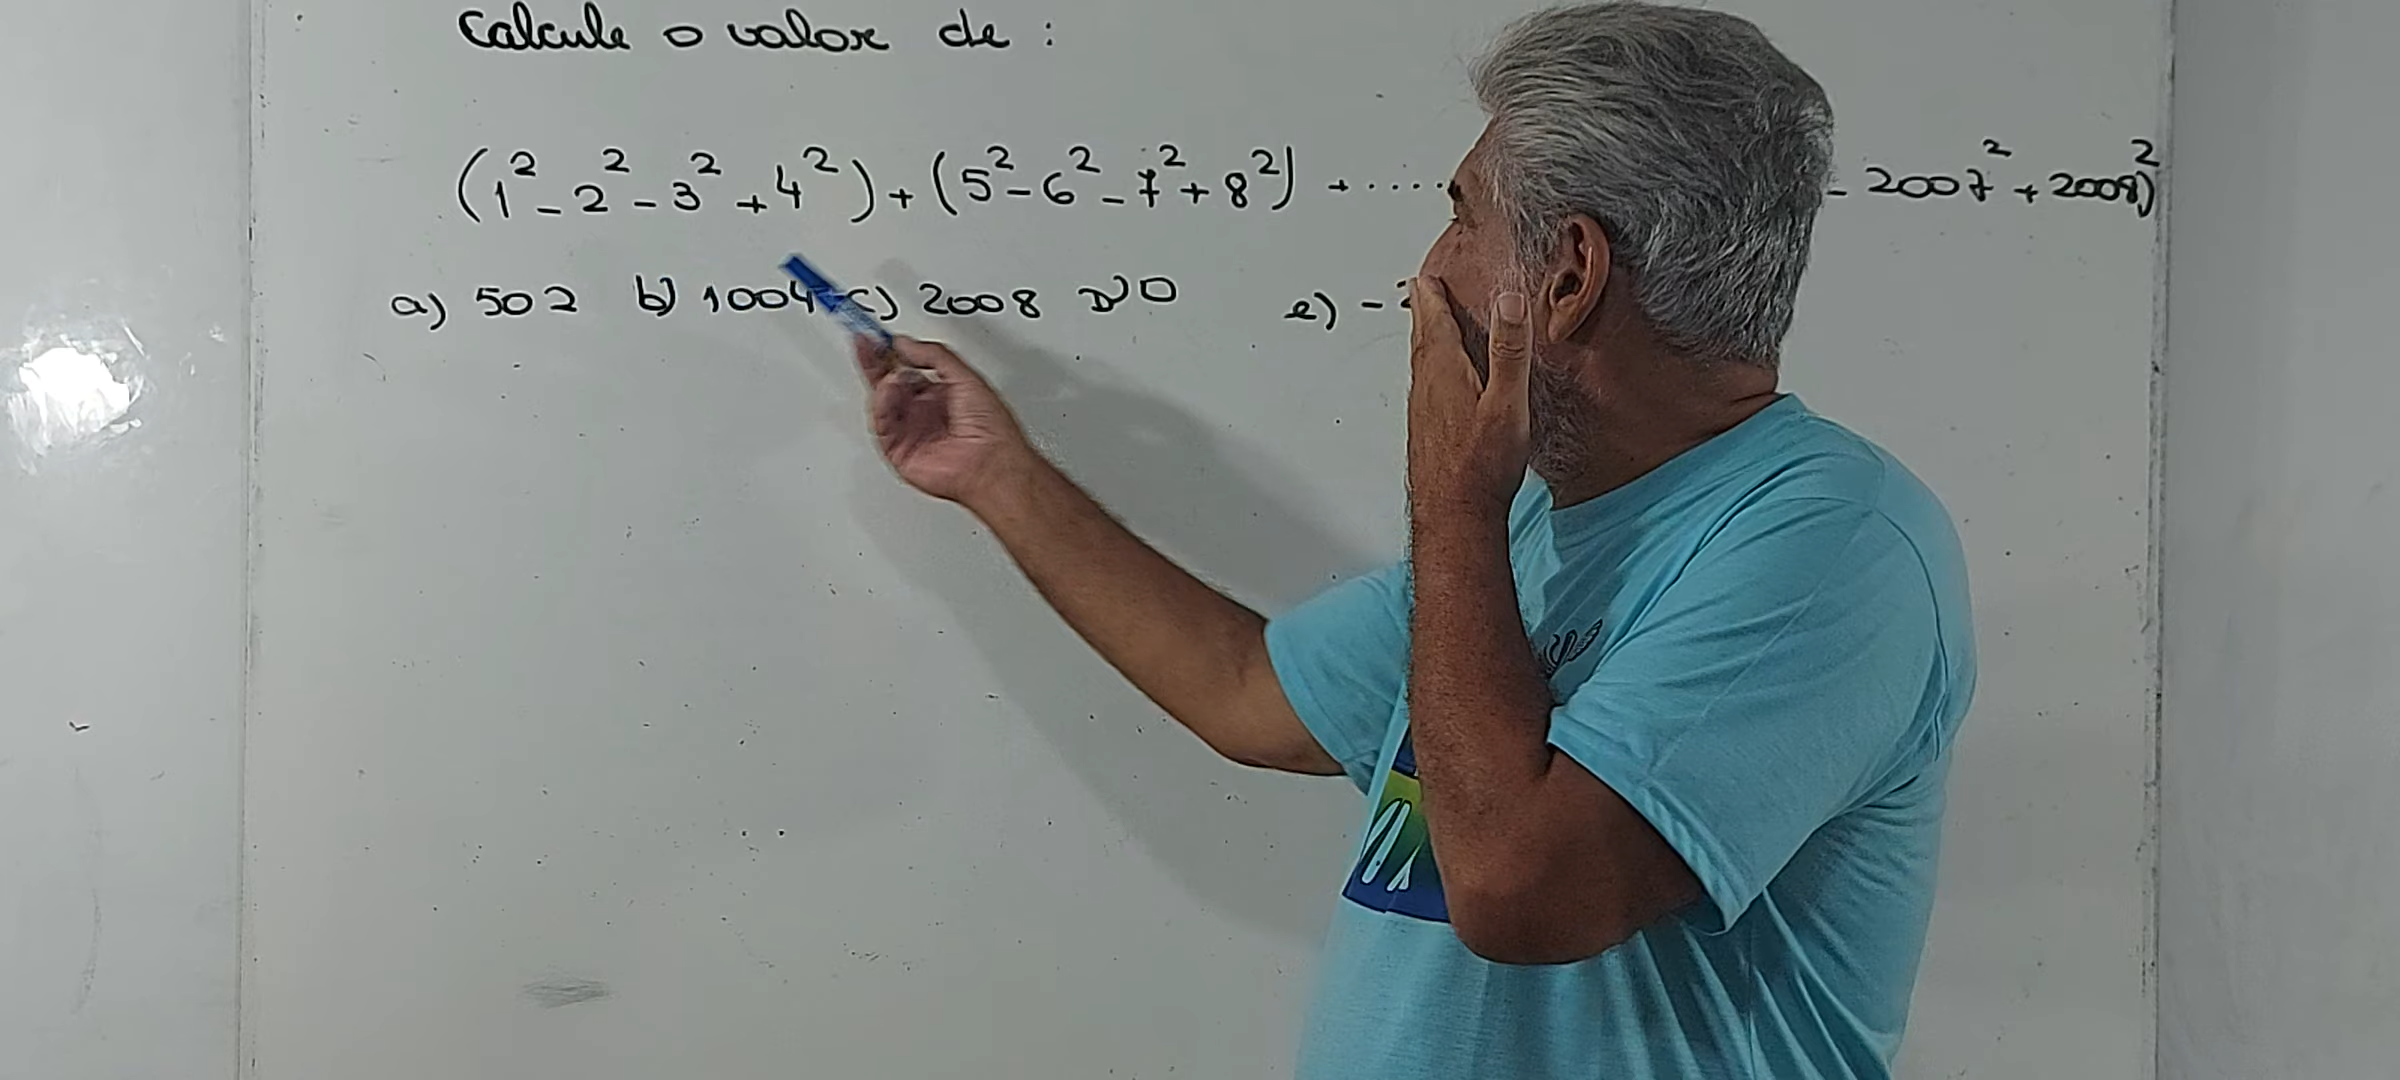 Calcule o valor de :
(1² - 2² - 3² + 4²) + (5² - 6² - 7² + 8²) + ..... - 2007² + 2008²)
a) 502 b) 1004 c) 2008 D) 0 e) -